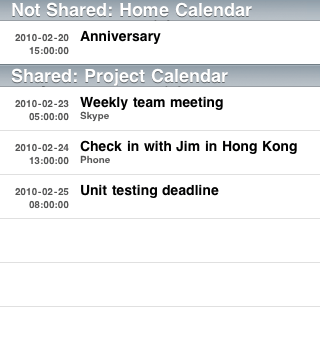 Not Shared: Home Calendar
2010-02-20 Anniversary
15:00:00
Shared: Project Calendar
2010-02-23 Weekly team meeting
05:00:00 Skype
2010-02-24 Check in with Jim in Hong Kong
13:00:00 Phone
2010-02-25 Unit testing deadline
08:00:00